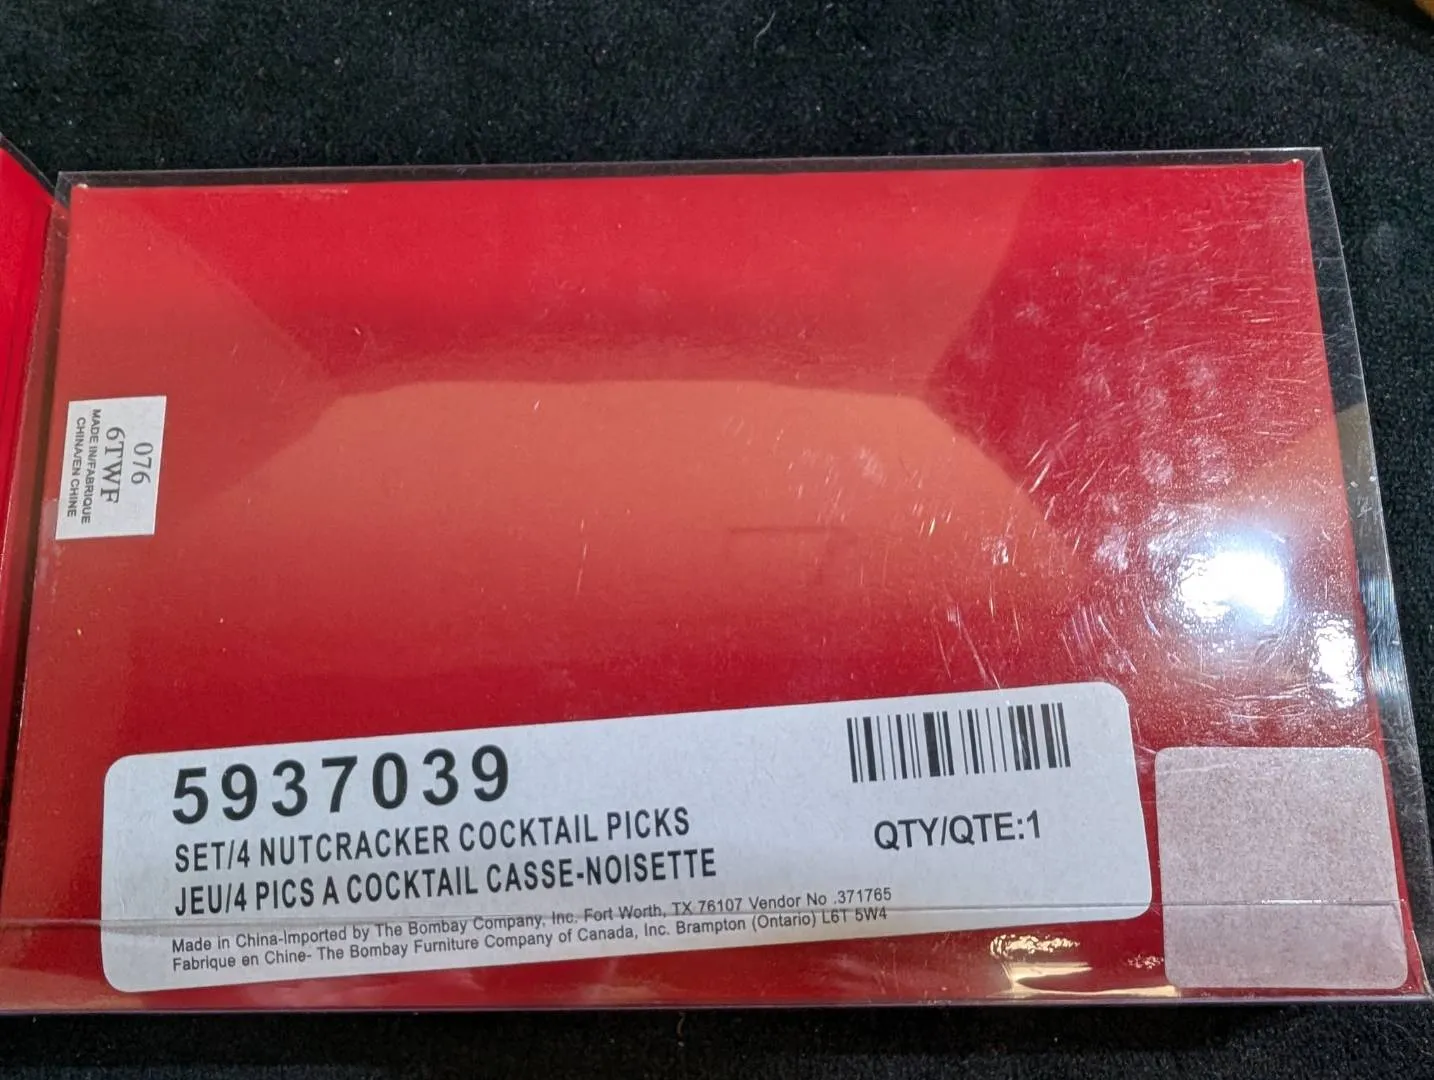 076
6TWF
MADE IN/FABRIQUE
CHINA/EN CHINE
5937039
SET/4 NUTCRACKER COCKTAIL PICKS
JEU/4 PICS A COCKTAIL CASSE-NOISETTE
QTY/QTE:1
Made in China-Imported by The Bombay Company, Inc. Fort Worth, TX 76107 Vendor No .371765
Fabrique en Chine- The Bombay Furniture Company of Canada, Inc. Brampton (Ontario) L6T 5W4